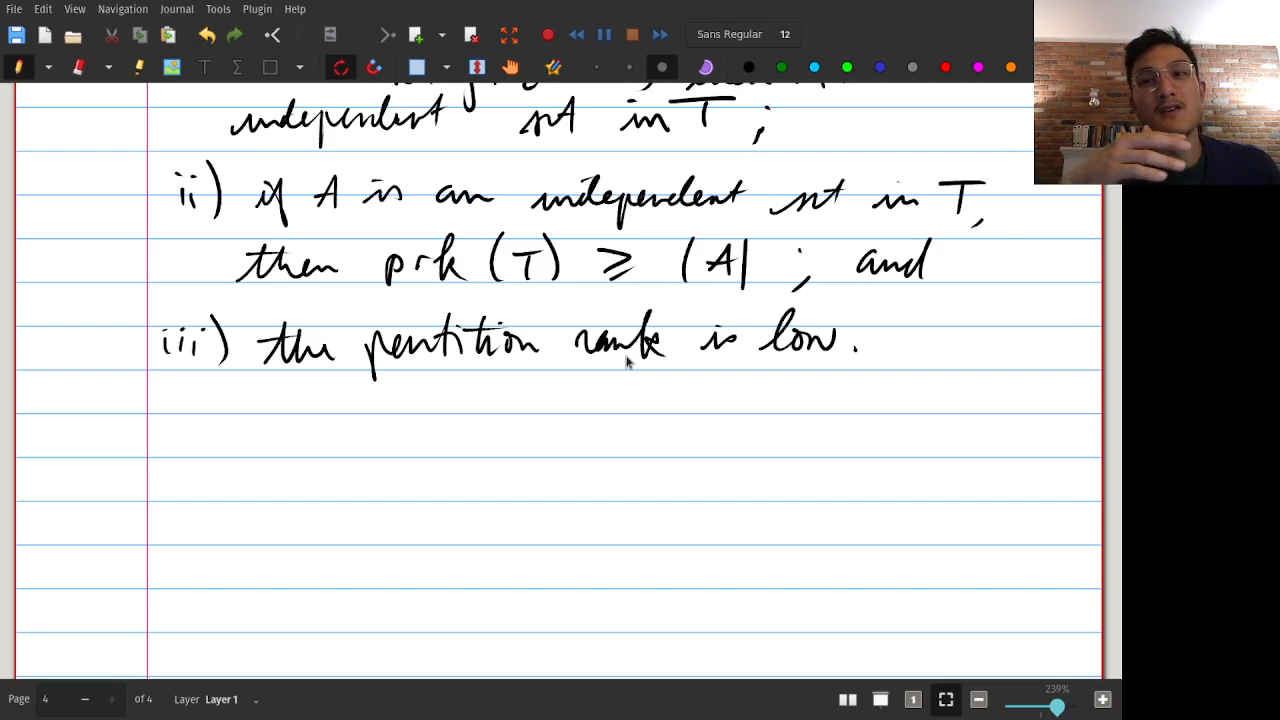 File Edit View Navigation Journal Tools Plugin Help
Sans Regular 12
independent set in T ;
ii) if A is an independent set in T,
then prk (T) ⩾ |A| ; and
iii) the partition rank is low.
Page 4 of 4 Layer Layer 1 239%